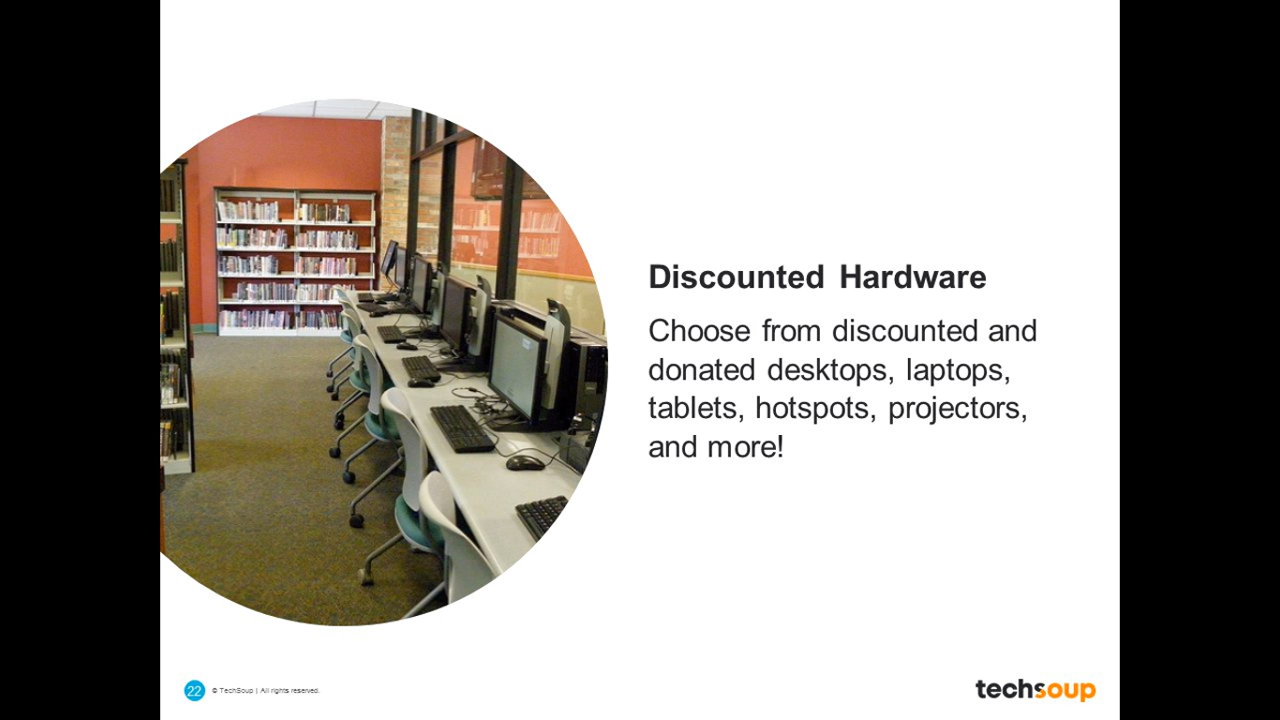 Discounted Hardware
Choose from discounted and
donated desktops, laptops,
tablets, hotspots, projectors,
and more!
22
© TechSoup | All rights reserved.
techsoup